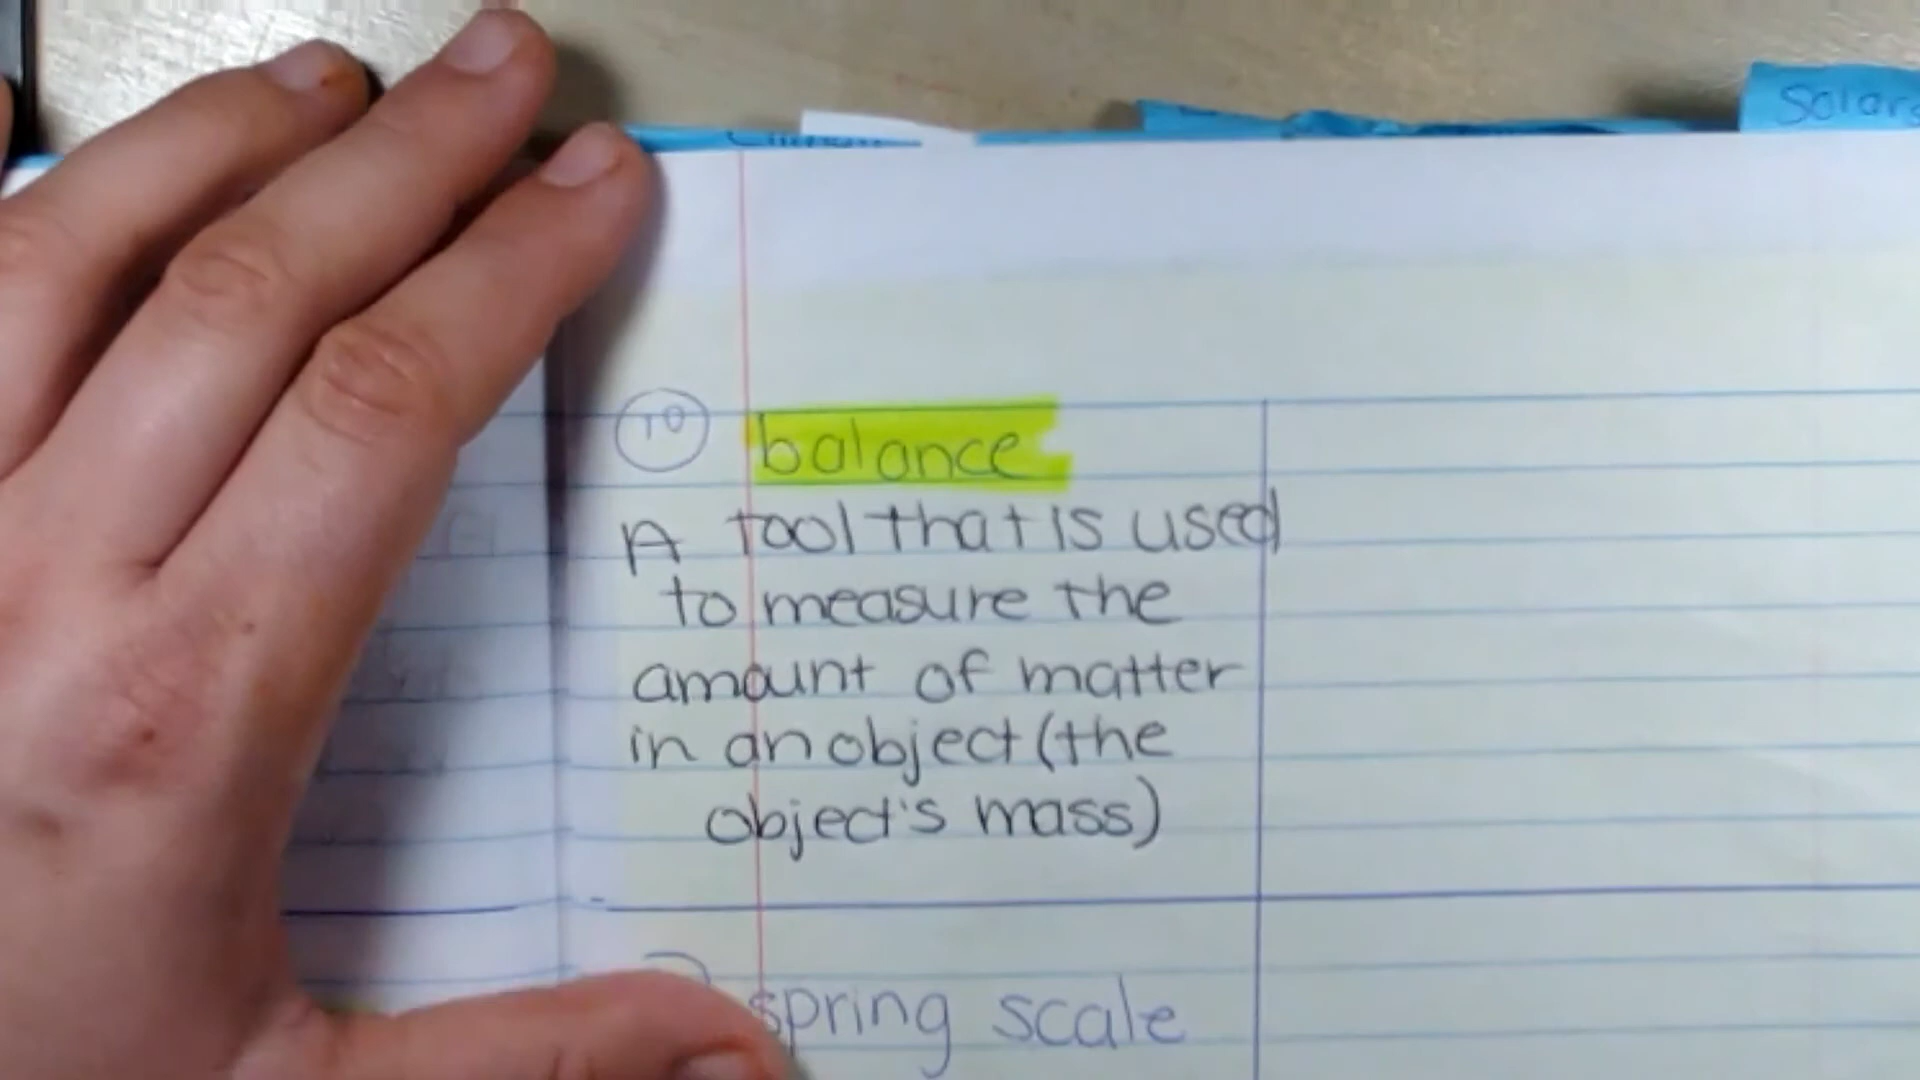 Solars
10 balance
A tool that is used
to measure the
amount of matter
in an object (the
object's mass)
spring scale